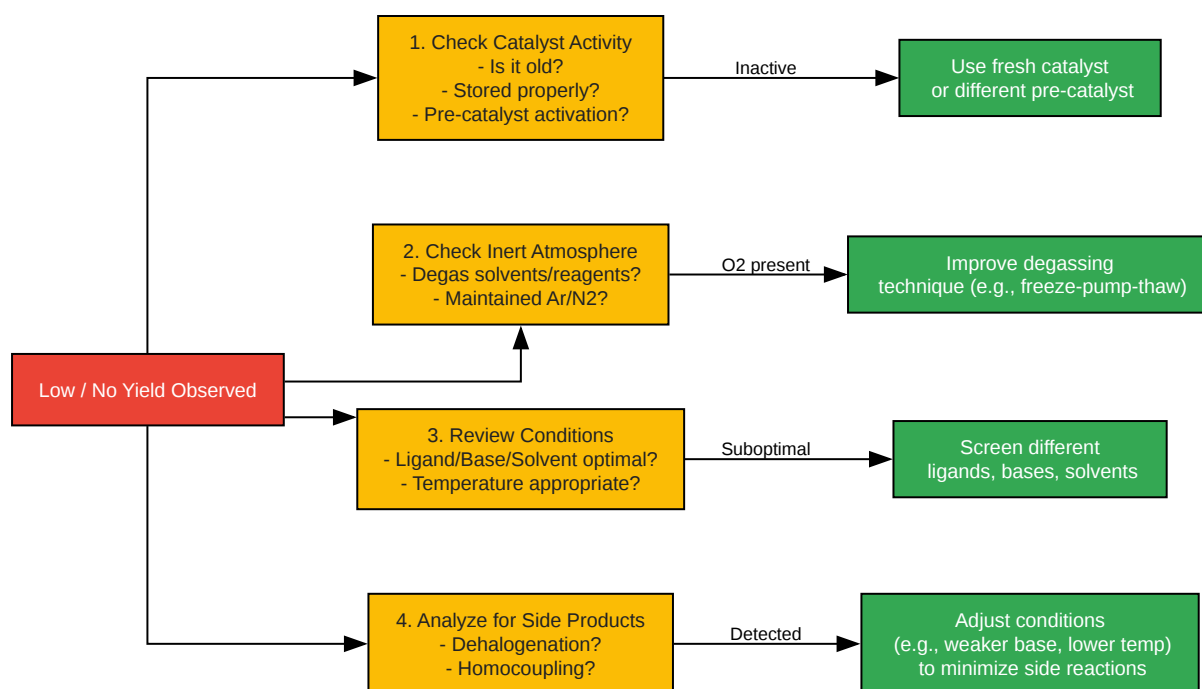 1. Check Catalyst Activity
- Is it old?
- Stored properly?
- Pre-catalyst activation?
Inactive
Use fresh catalyst
or different pre-catalyst
2. Check Inert Atmosphere
- Degas solvents/reagents?
- Maintained Ar/N2?
O2 present
Improve degassing
technique (e.g., freeze-pump-thaw)
Low / No Yield Observed
3. Review Conditions
- Ligand/Base/Solvent optimal?
- Temperature appropriate?
Suboptimal
Screen different
ligands, bases, solvents
4. Analyze for Side Products
- Dehalogenation?
- Homocoupling?
Detected
Adjust conditions
(e.g., weaker base, lower temp)
to minimize side reactions